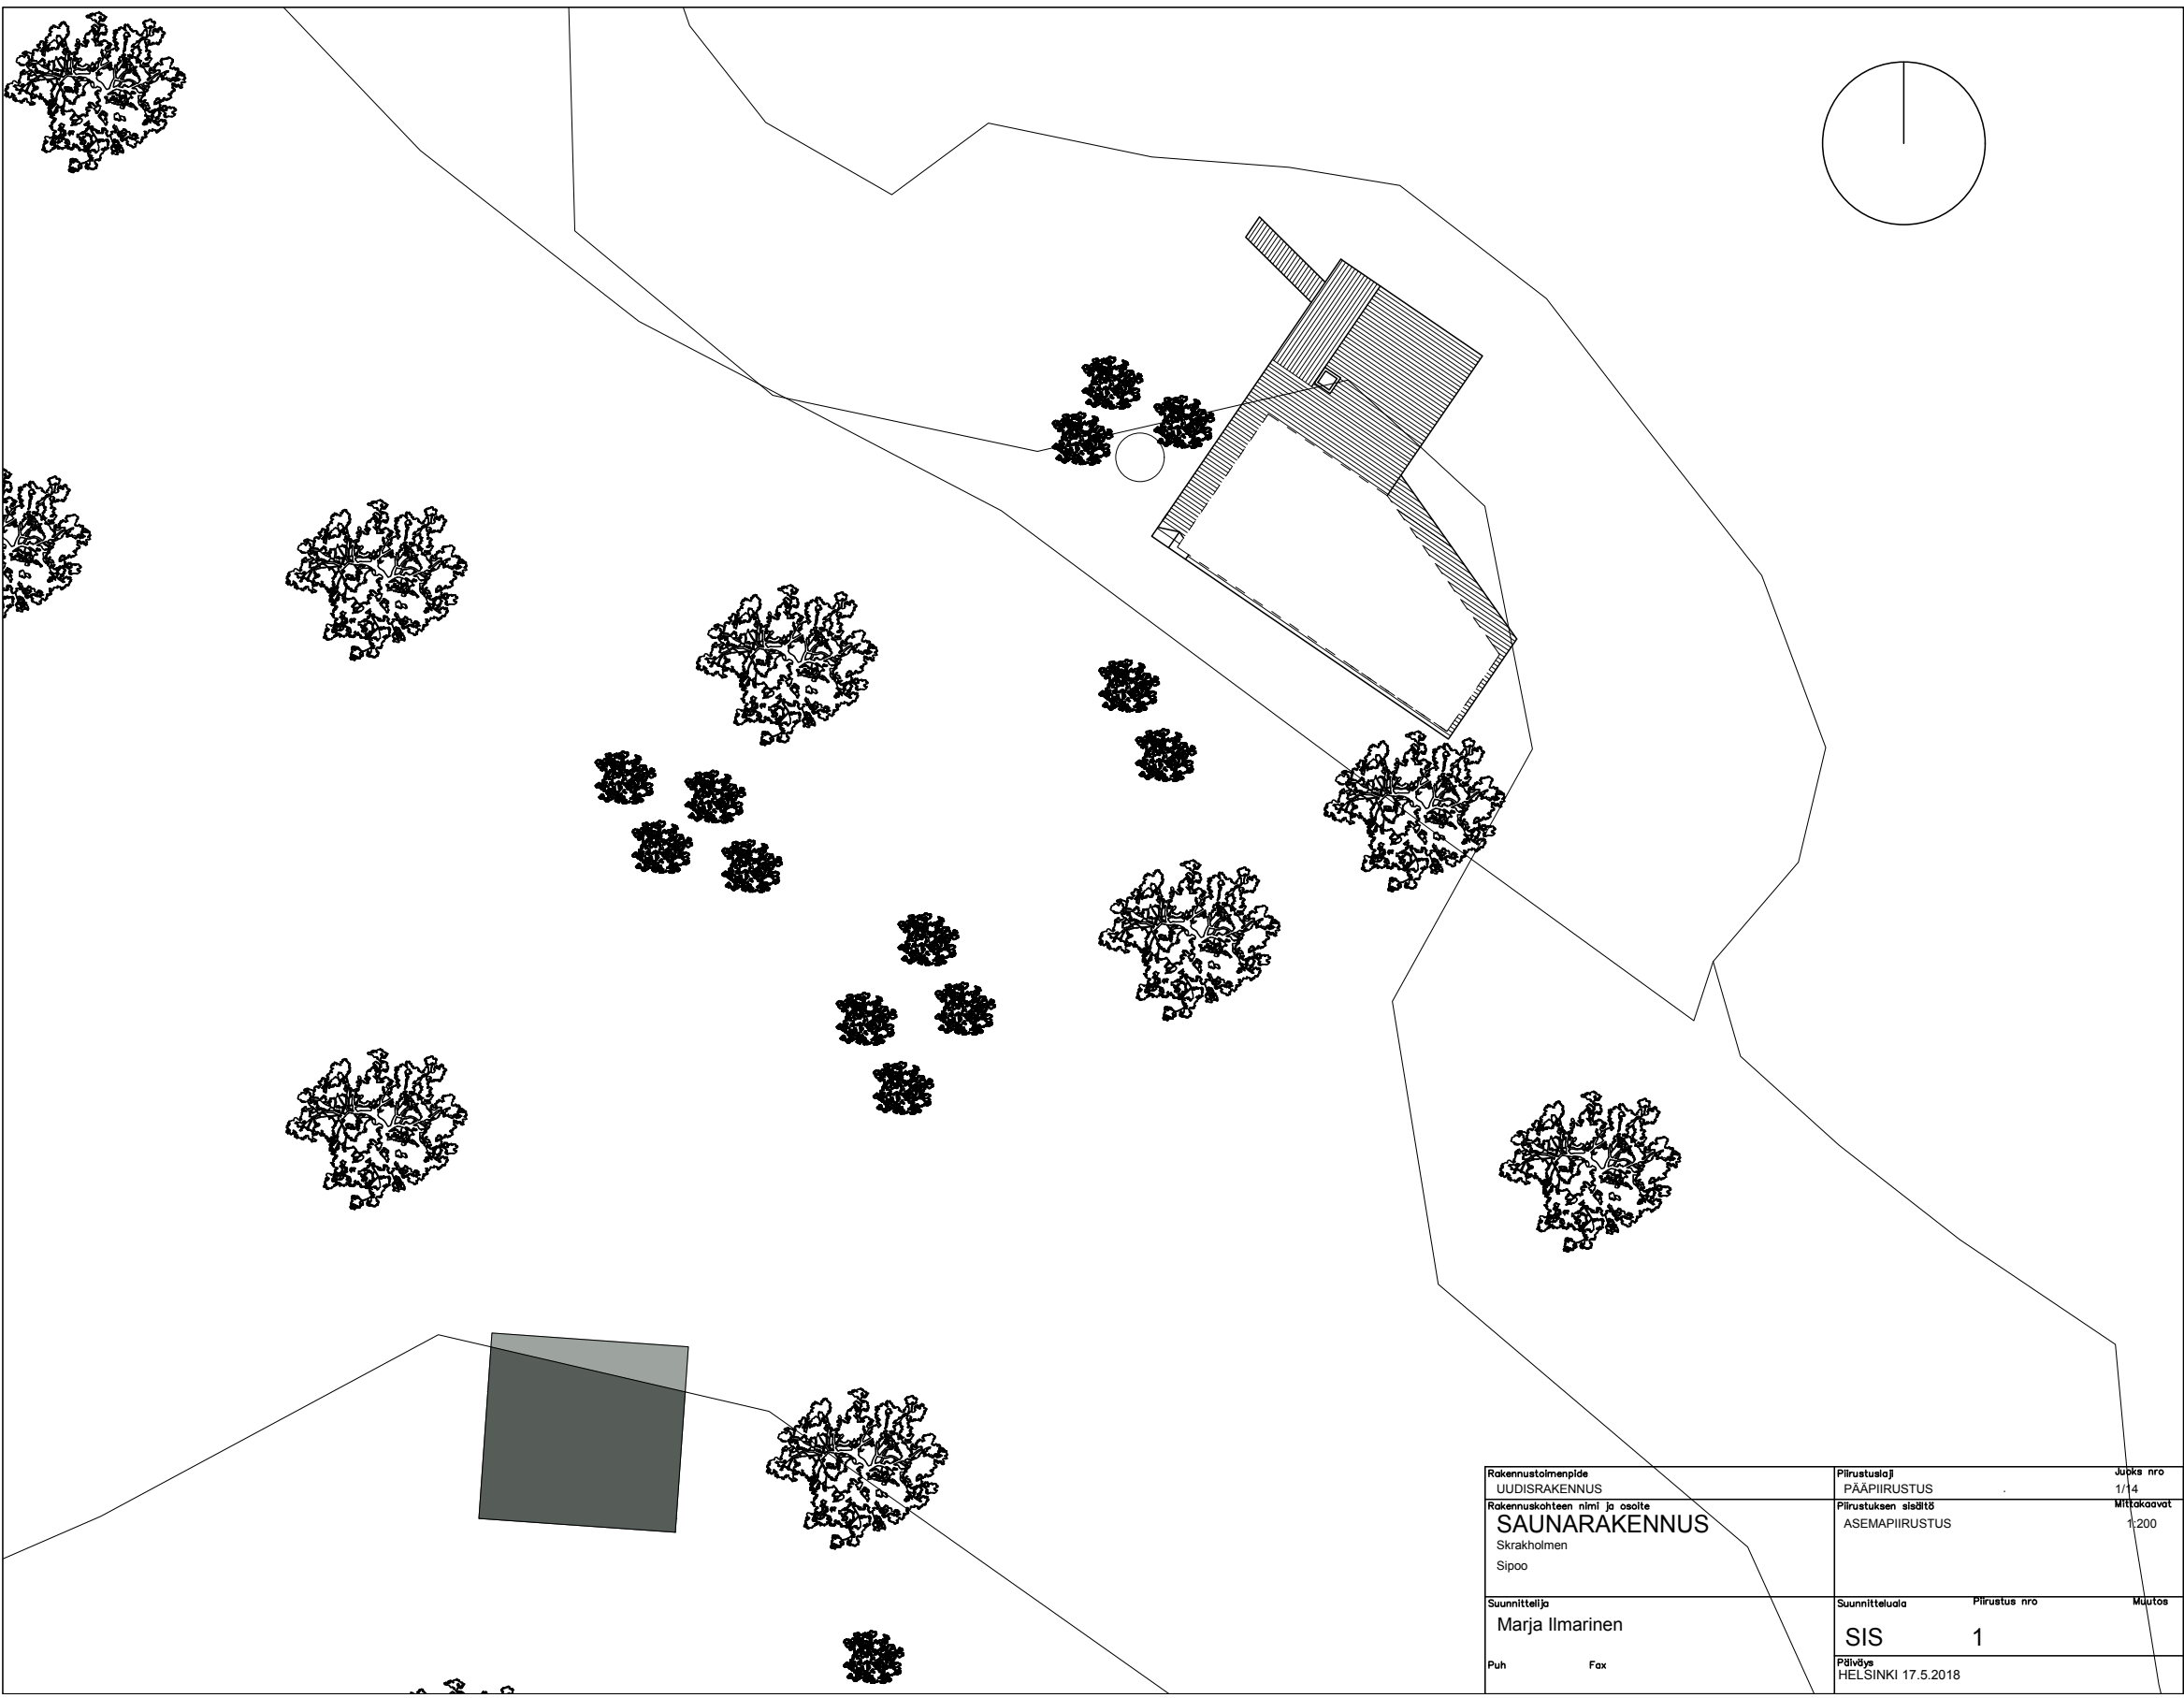 Rakennustoimenpide
UUDISRAKENNUS
Piirustuslaji
Juoks nro
PÄÄPIIRUSTUS
1/14
Rakennuskohteen nimi ja osoite
SAUNARAKENNUS
Skrakholmen
Sipoo
Piirustuksen sisältö
Mittakaavat
ASEMAPIIRUSTUS
1:200
Suunnittelija
Marja Ilmarinen
Puh
Fax
Suunnitteluala
Piirustus nro
Muutos
SIS
1
Päiväys
HELSINKI 17.5.2018